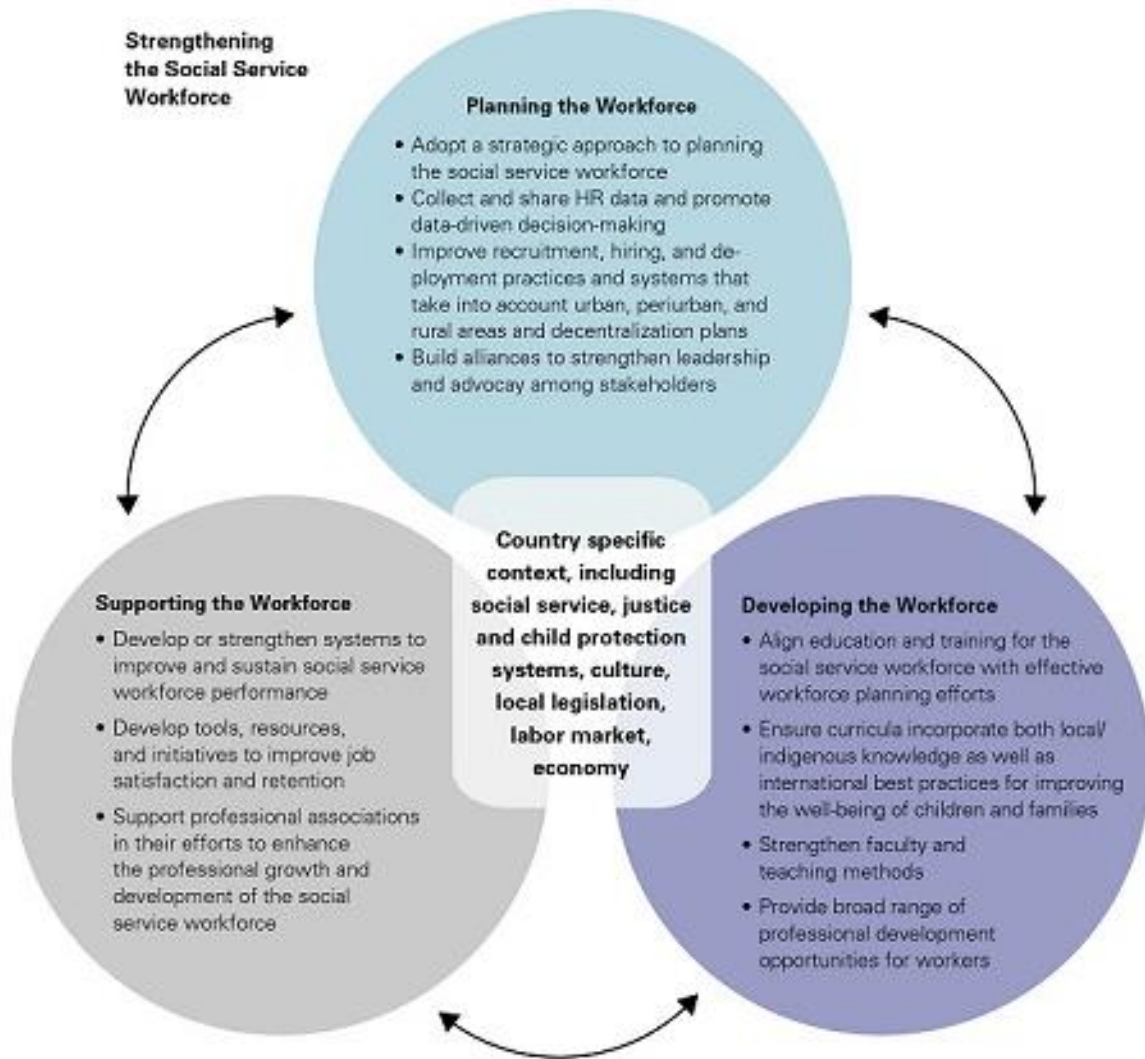 Strengthening
the Social Service
Workforce
Planning the Workforce
• Adopt a strategic approach to planning
the social service workforce
• Collect and share HR data and promote
data-driven decision-making
• Improve recruitment, hiring, and de-
ployment practices and systems that
take into account urban, periurban, and
rural areas and decentralization plans
• Build alliances to strengthen leadership
and advocay among stakeholders
Country specific
context, including
social service, justice
and child protection
systems, culture,
local legislation,
labor market,
economy
Supporting the Workforce
• Develop or strengthen systems to
improve and sustain social service
workforce performance
• Develop tools, resources,
and initiatives to improve job
satisfaction and retention
• Support professional associations
in their efforts to enhance
the professional growth and
development of the social
service workforce
Developing the Workforce
• Align education and training for the
social service workforce with effective
workforce planning efforts
• Ensure curricula incorporate both local/
indigenous knowledge as well as
international best practices for improving
the well-being of children and families
• Strengthen faculty and
teaching methods
• Provide broad range of
professional development
opportunities for workers